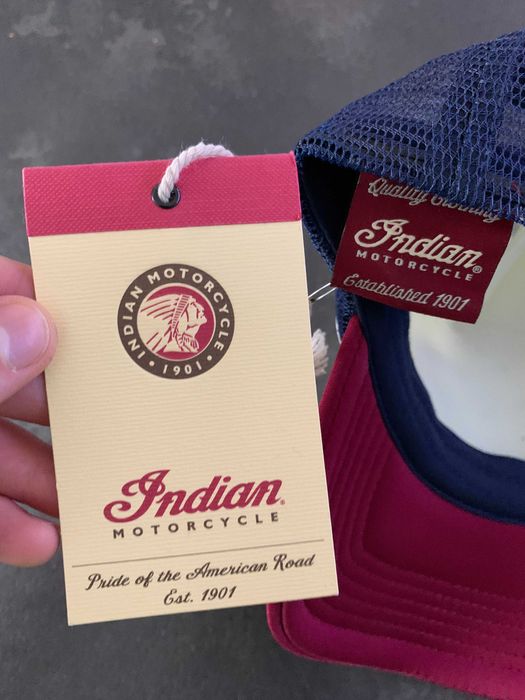 INDIAN MOTORCYCLE
• 1901 •
Indian®
MOTORCYCLE
Pride of the American Road
Est. 1901
Quality Clothing
Indian®
MOTORCYCLE
Established 1901